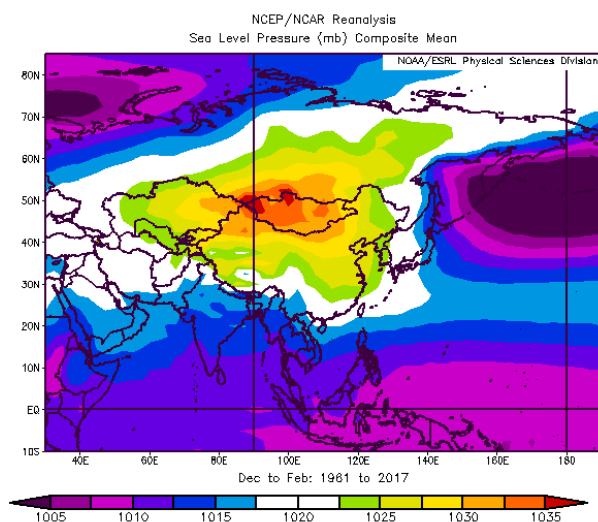 NCEP/NCAR Reanalysis
Sea Level Pressure (mb) Composite Mean
NOAA/ESRL Physical Sciences Division
80N
70N
60N
50N
40N
30N
20N
10N
EQ
10S
40E
60E
80E
100E
120E
140E
160E
180
Dec to Feb: 1961 to 2017
1005
1010
1015
1020
1025
1030
1035